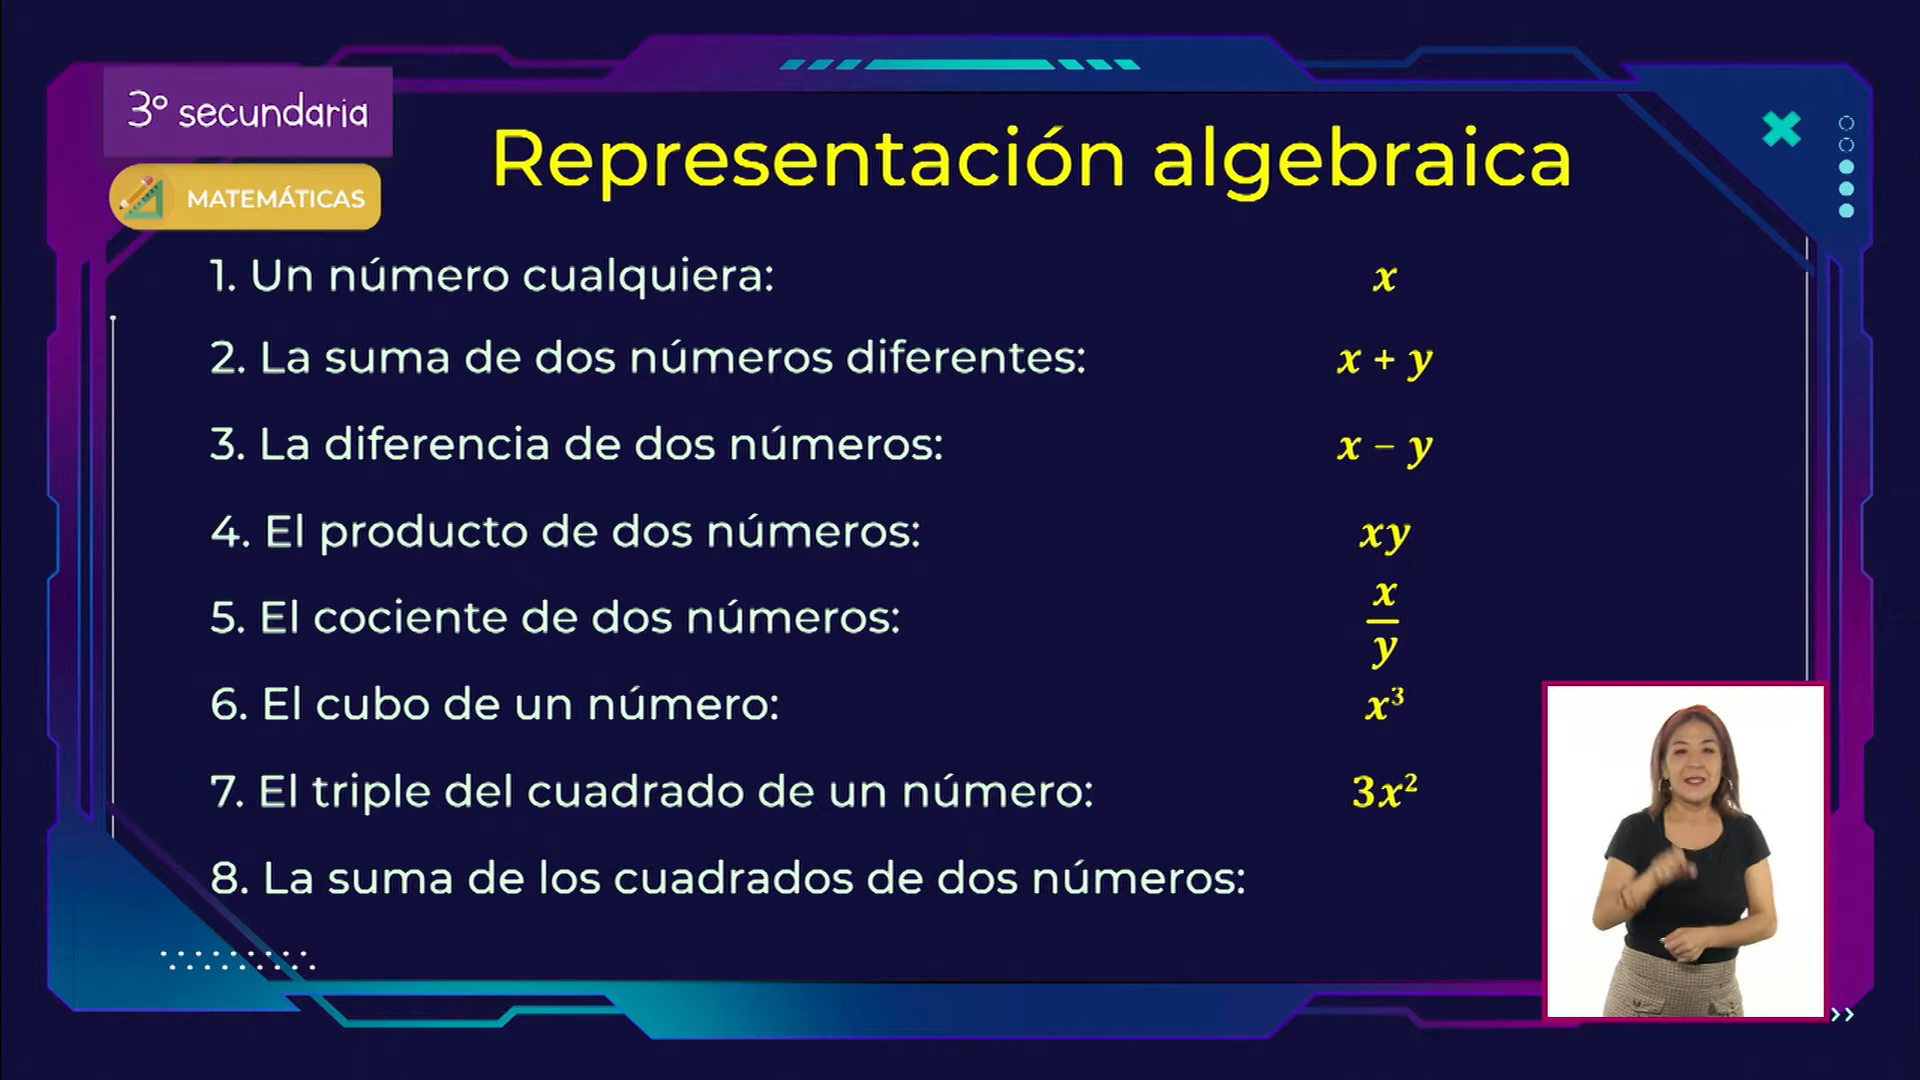 3° secundaria
MATEMÁTICAS
Representación algebraica
1. Un número cualquiera: x
2. La suma de dos números diferentes: x + y
3. La diferencia de dos números: x − y
4. El producto de dos números: xy
5. El cociente de dos números: x/y
6. El cubo de un número: x³
7. El triple del cuadrado de un número: 3x²
8. La suma de los cuadrados de dos números: